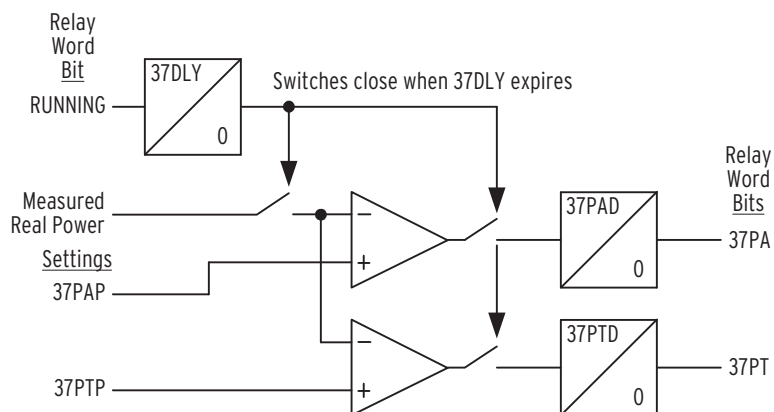 Relay
Word
Bit
RUNNING
37DLY
0
Switches close when 37DLY expires
Measured
Real Power
Settings
37PAP
37PTP
−
+
−
+
37PAD
0
37PTD
0
Relay
Word
Bits
37PA
37PT